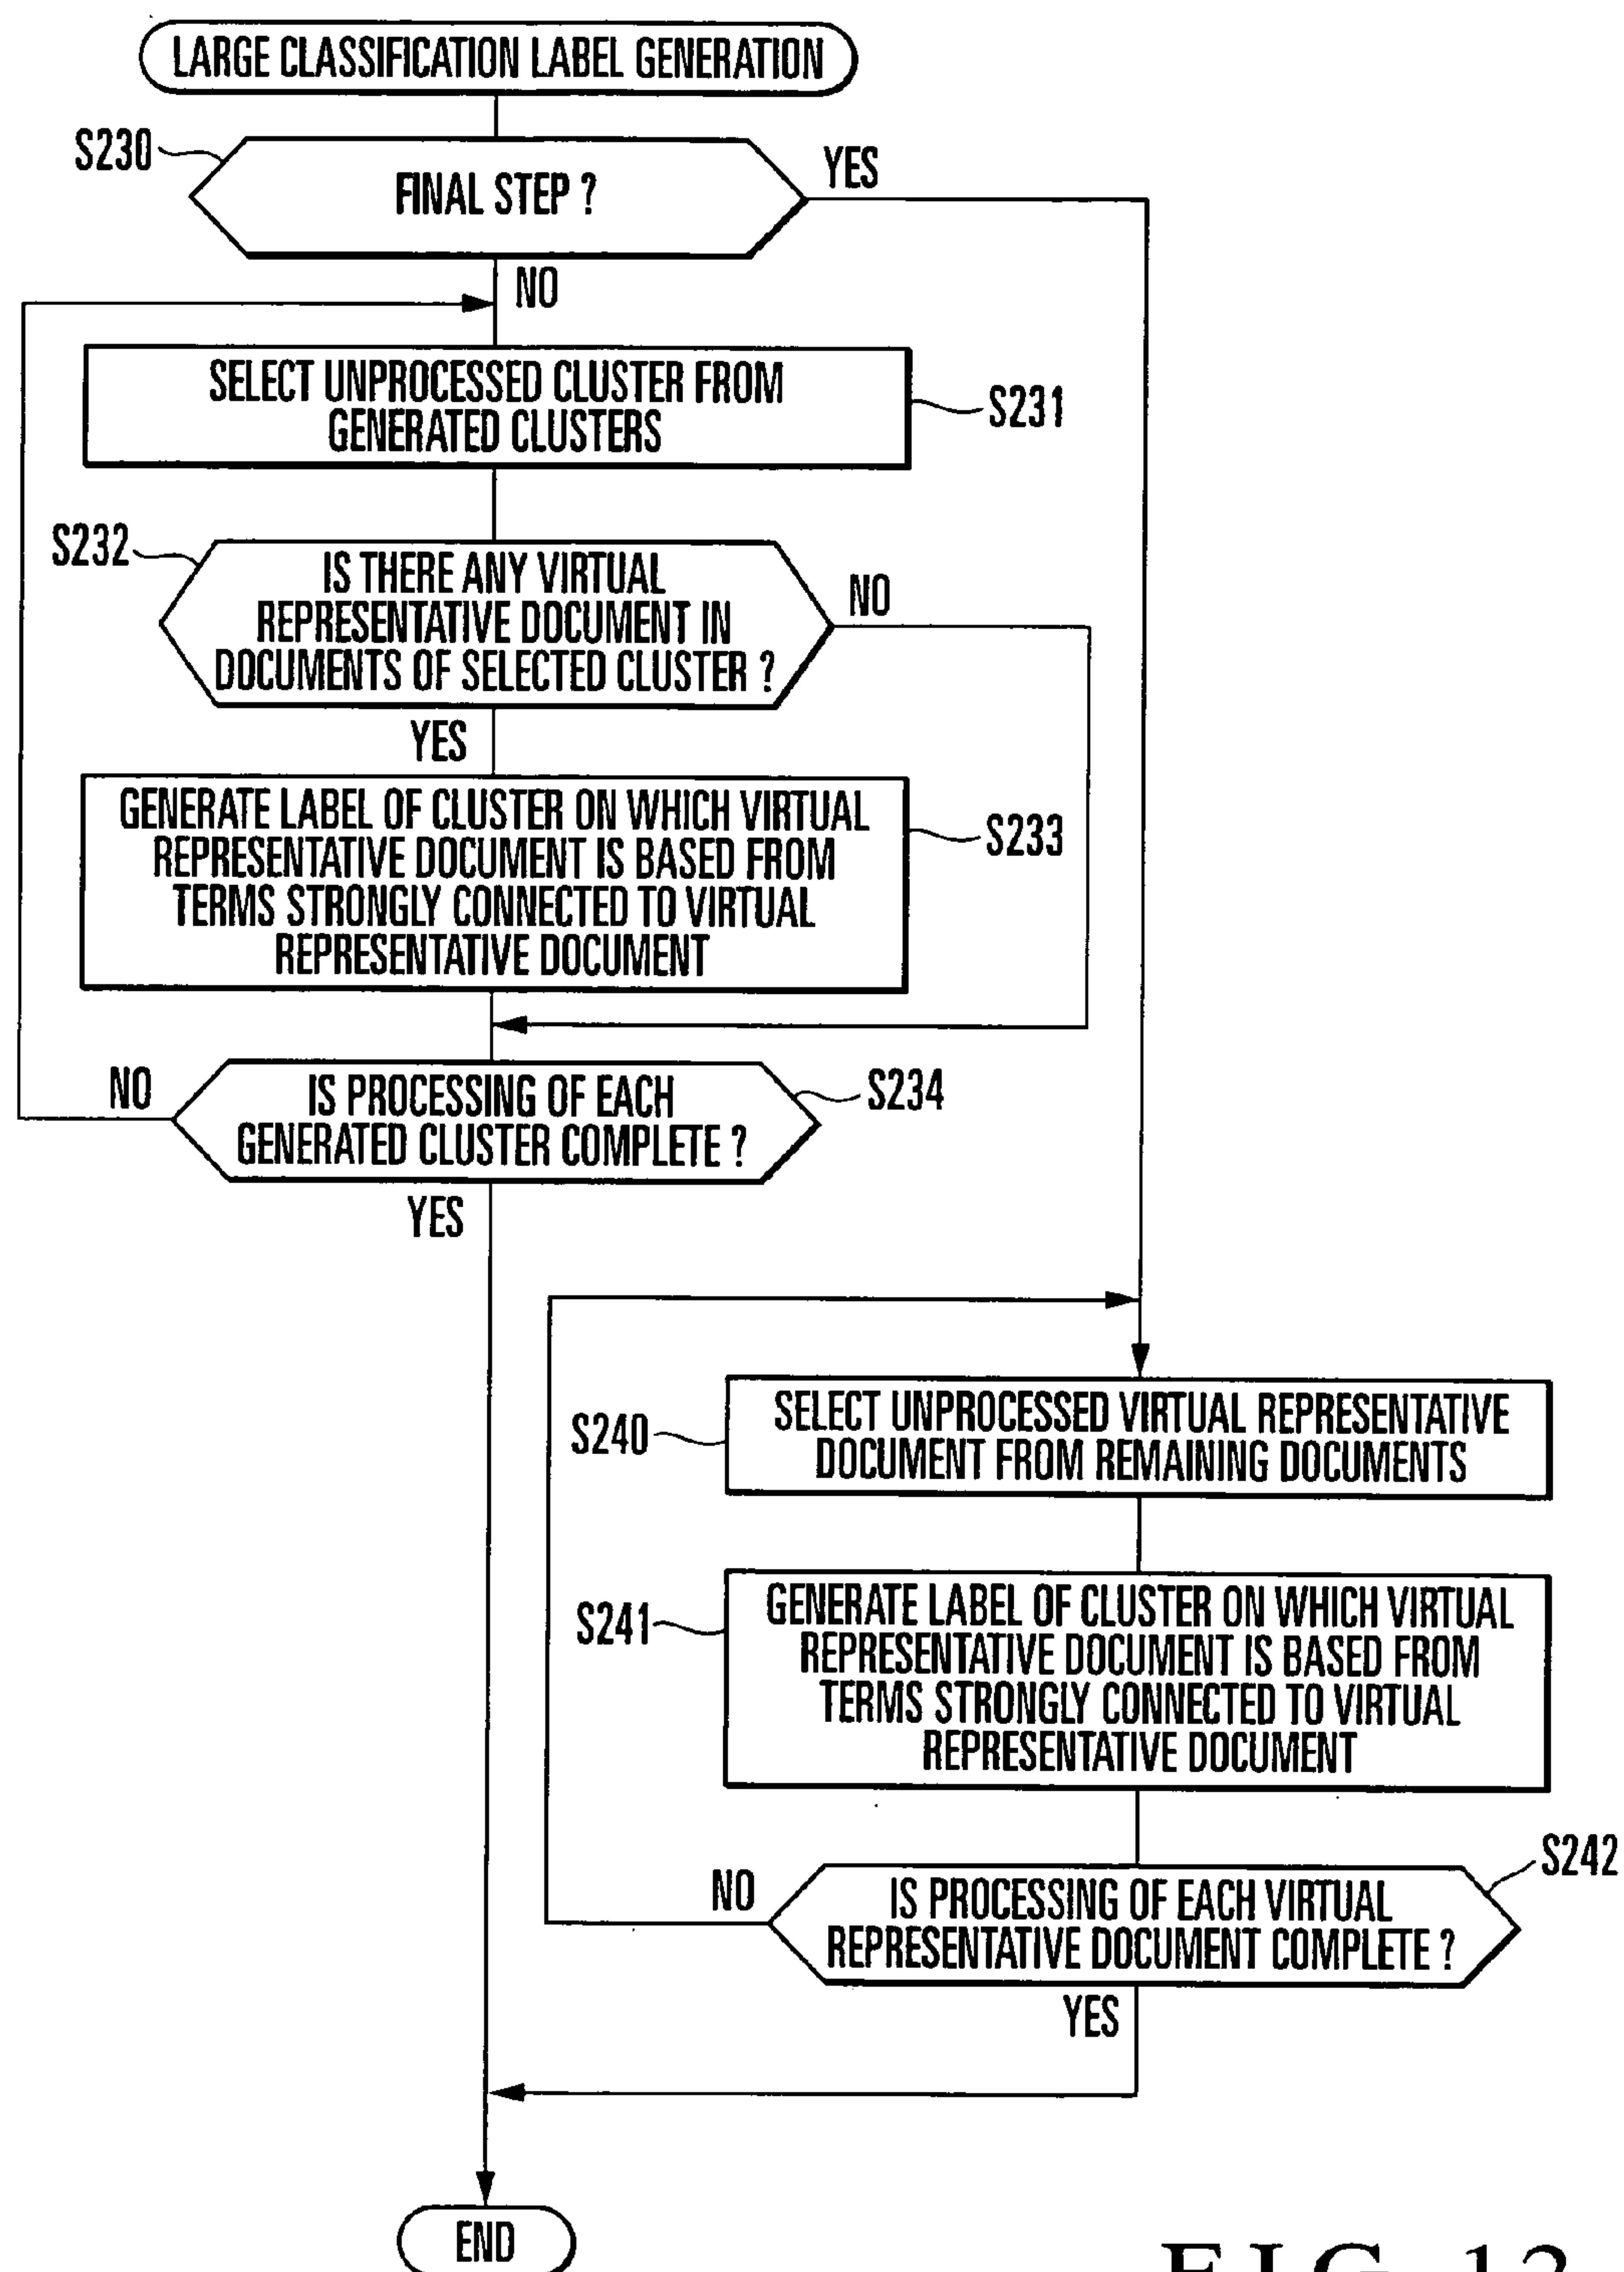 LARGE CLASSIFICATION LABEL GENERATION
S230
FINAL STEP ?
YES
NO
SELECT UNPROCESSED CLUSTER FROM
GENERATED CLUSTERS
S231
S232
IS THERE ANY VIRTUAL
REPRESENTATIVE DOCUMENT IN
DOCUMENTS OF SELECTED CLUSTER ?
NO
YES
GENERATE LABEL OF CLUSTER ON WHICH VIRTUAL
REPRESENTATIVE DOCUMENT IS BASED FROM
TERMS STRONGLY CONNECTED TO VIRTUAL
REPRESENTATIVE DOCUMENT
S233
NO
IS PROCESSING OF EACH
GENERATED CLUSTER COMPLETE ?
S234
YES
SELECT UNPROCESSED VIRTUAL REPRESENTATIVE
DOCUMENT FROM REMAINING DOCUMENTS
S240
GENERATE LABEL OF CLUSTER ON WHICH VIRTUAL
REPRESENTATIVE DOCUMENT IS BASED FROM
TERMS STRONGLY CONNECTED TO VIRTUAL
REPRESENTATIVE DOCUMENT
S241
S242
NO
IS PROCESSING OF EACH VIRTUAL
REPRESENTATIVE DOCUMENT COMPLETE ?
YES
END